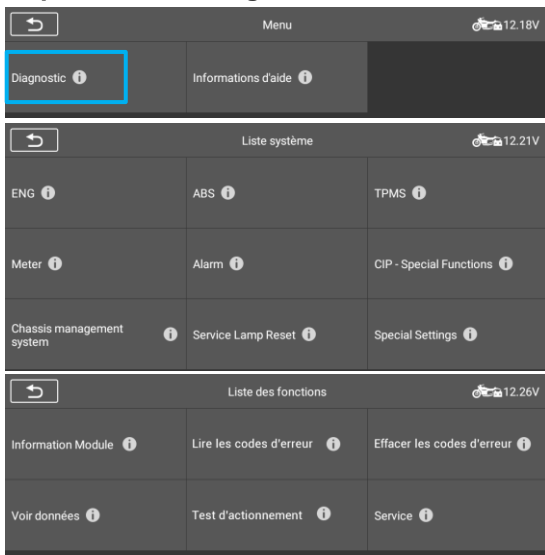 Menu
12.18V
Diagnostic
Informations d'aide
Liste système
12.21V
ENG
ABS
TPMS
Meter
Alarm
CIP - Special Functions
Chassis management
system
Service Lamp Reset
Special Settings
Liste des fonctions
12.26V
Information Module
Lire les codes d'erreur
Effacer les codes d'erreur
Voir données
Test d'actionnement
Service